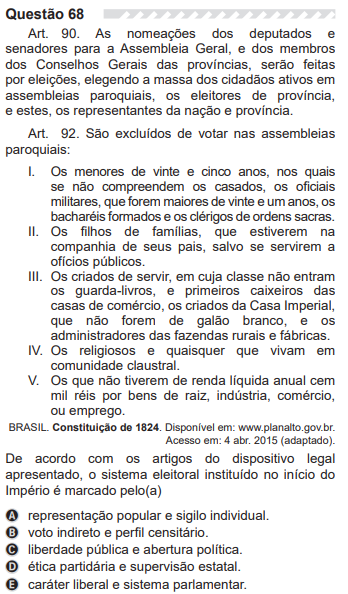 Questão 68
Art. 90. As nomeações dos deputados e
senadores para a Assembleia Geral, e dos membros
dos Conselhos Gerais das províncias, serão feitas
por eleições, elegendo a massa dos cidadãos ativos em
assembleias paroquiais, os eleitores de província,
e estes, os representantes da nação e província.
Art. 92. São excluídos de votar nas assembleias
paroquiais:
I. Os menores de vinte e cinco anos, nos quais
se não compreendem os casados, os oficiais
militares, que forem maiores de vinte e um anos, os
bacharéis formados e os clérigos de ordens sacras.
II. Os filhos de famílias, que estiverem na
companhia de seus pais, salvo se servirem a
ofícios públicos.
III. Os criados de servir, em cuja classe não entram
os guarda-livros, e primeiros caixeiros das
casas de comércio, os criados da Casa Imperial,
que não forem de galão branco, e os
administradores das fazendas rurais e fábricas.
IV. Os religiosos e quaisquer que vivam em
comunidade claustral.
V. Os que não tiverem de renda líquida anual cem
mil réis por bens de raiz, indústria, comércio,
ou emprego.
BRASIL. Constituição de 1824. Disponível em: www.planalto.gov.br.
Acesso em: 4 abr. 2015 (adaptado).
De acordo com os artigos do dispositivo legal
apresentado, o sistema eleitoral instituído no início do
Império é marcado pelo(a)
A representação popular e sigilo individual.
B voto indireto e perfil censitário.
C liberdade pública e abertura política.
D ética partidária e supervisão estatal.
E caráter liberal e sistema parlamentar.